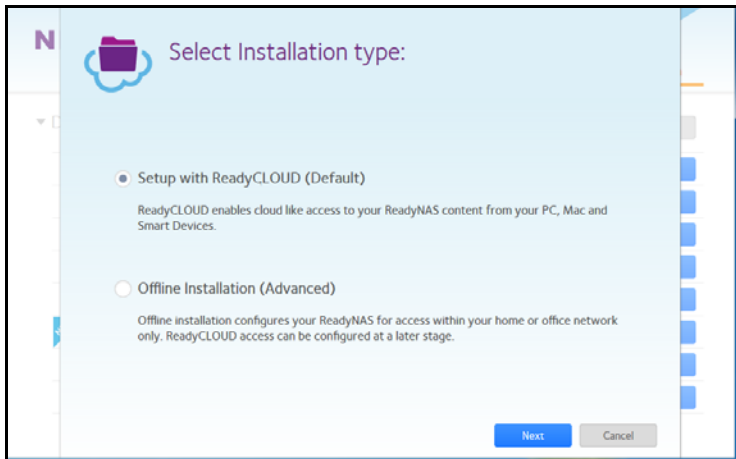 N
Select Installation type:
Setup with ReadyCLOUD (Default)
ReadyCLOUD enables cloud like access to your ReadyNAS content from your PC, Mac and
Smart Devices.
Offline Installation (Advanced)
Offline installation configures your ReadyNAS for access within your home or office network
only. ReadyCLOUD access can be configured at a later stage.
Next
Cancel